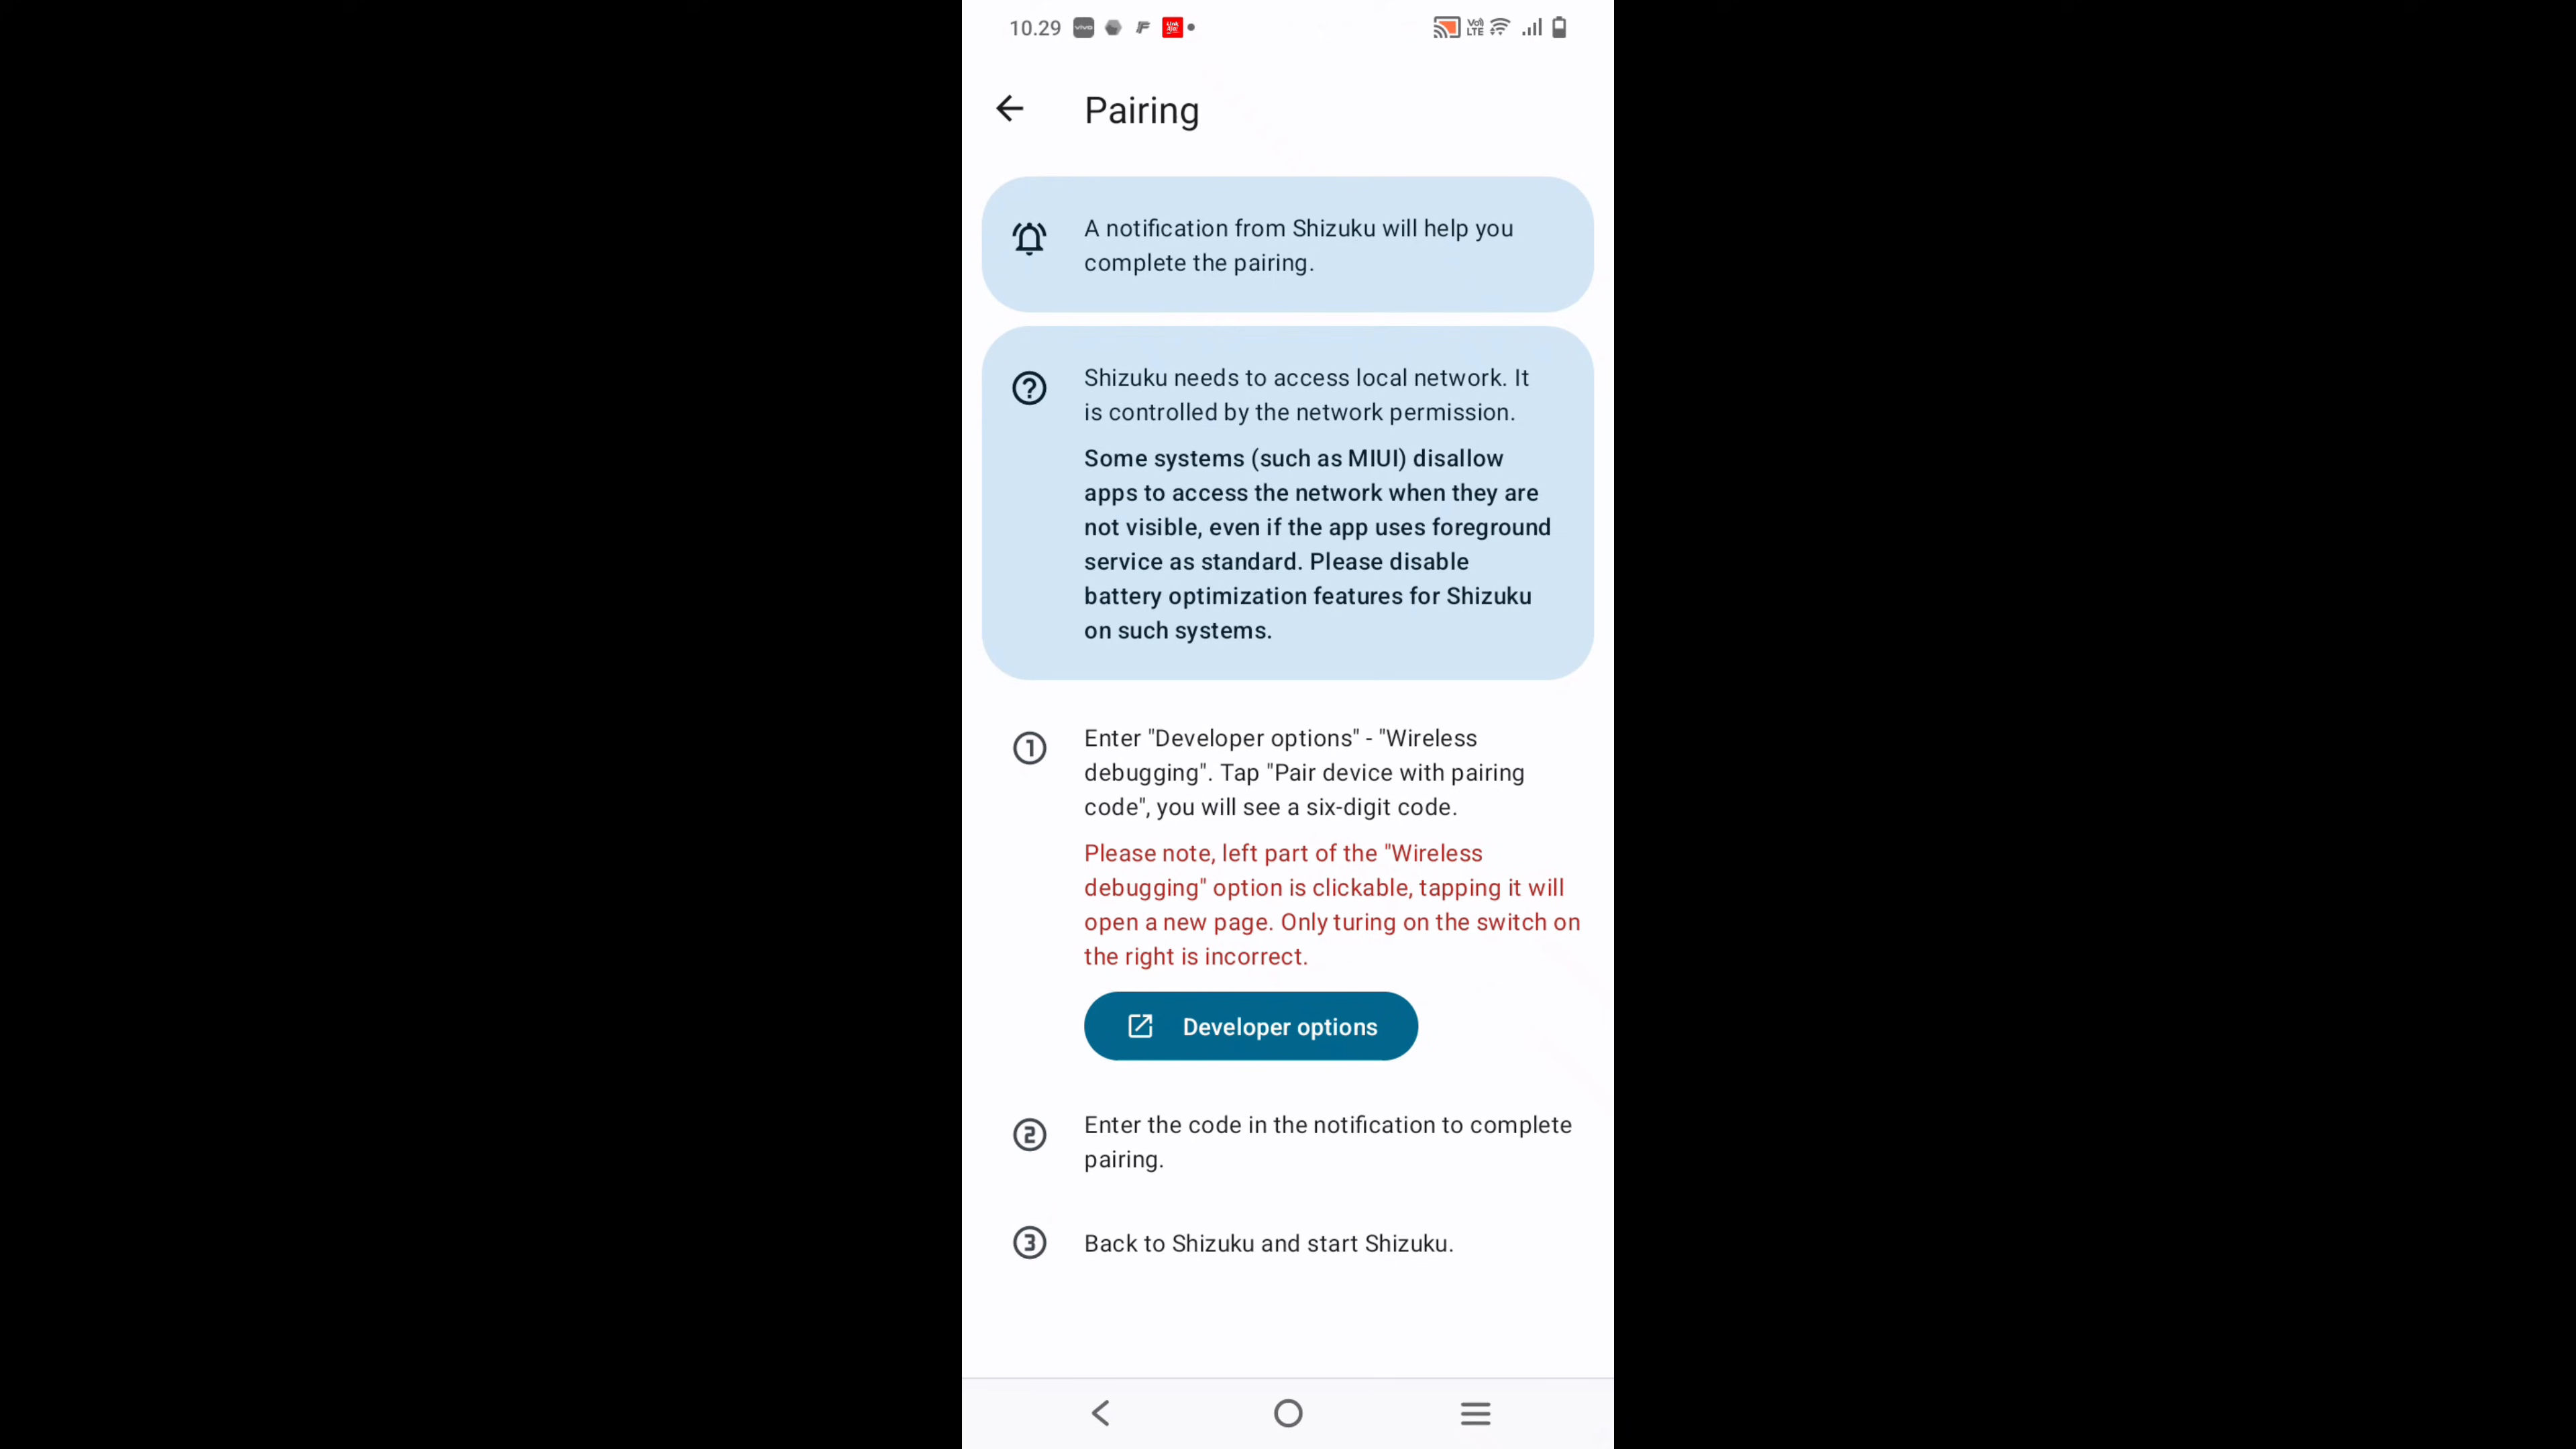 10.29
vivo
Vo)
LTE
Pairing
A notification from Shizuku will help you
complete the pairing.
Shizuku needs to access local network. It
is controlled by the network permission.
Some systems (such as MIUI) disallow
apps to access the network when they are
not visible, even if the app uses foreground
service as standard. Please disable
battery optimization features for Shizuku
on such systems.
1
Enter "Developer options" - "Wireless
debugging". Tap "Pair device with pairing
code", you will see a six-digit code.
Please note, left part of the "Wireless
debugging" option is clickable, tapping it will
open a new page. Only turing on the switch on
the right is incorrect.
Developer options
2
Enter the code in the notification to complete
pairing.
3
Back to Shizuku and start Shizuku.